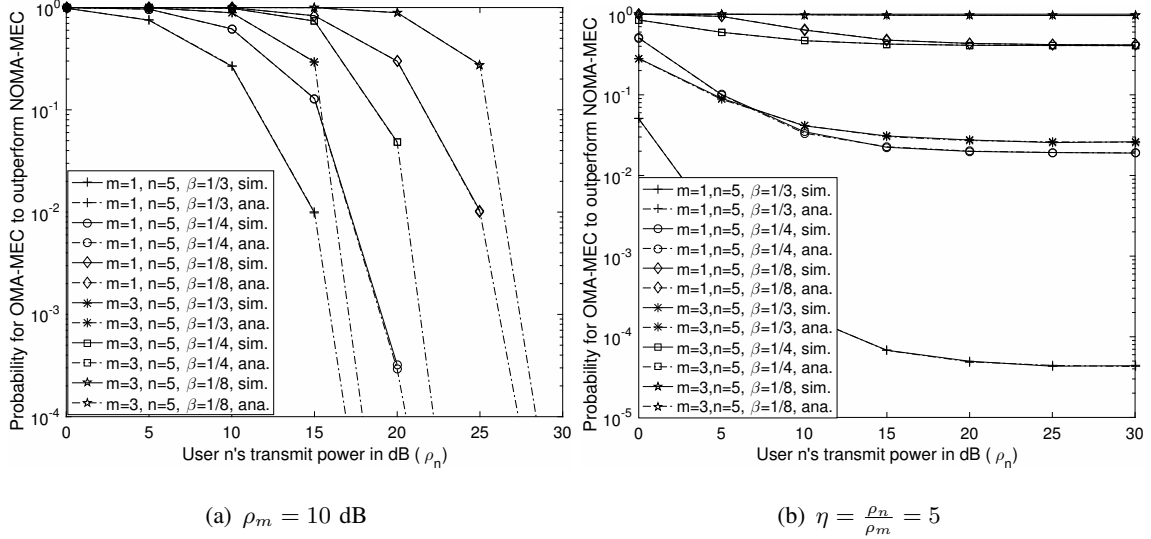 Probability for OMA-MEC to outperform NOMA-MEC
10^0
10^-1
10^-2
10^-3
10^-4
m=1, n=5, β=1/3, sim.
m=1, n=5, β=1/3, ana.
m=1, n=5, β=1/4, sim.
m=1, n=5, β=1/4, ana.
m=1, n=5, β=1/8, sim.
m=1, n=5, β=1/8, ana.
m=3, n=5, β=1/3, sim.
m=3, n=5, β=1/3, ana.
m=3, n=5, β=1/4, sim.
m=3, n=5, β=1/4, ana.
m=3, n=5, β=1/8, sim.
m=3, n=5, β=1/8, ana.
0 5 10 15 20 25 30
User n's transmit power in dB ( ρ_n)
(a) ρ_m = 10 dB
Probability for OMA-MEC to outperform NOMA-MEC
10^0
10^-1
10^-2
10^-3
10^-4
10^-5
m=1,n=5, β=1/3, sim.
m=1,n=5, β=1/3, ana.
m=1,n=5, β=1/4, sim.
m=1,n=5, β=1/4, ana.
m=1,n=5, β=1/8, sim.
m=1,n=5, β=1/8, ana.
m=3,n=5, β=1/3, sim.
m=3,n=5, β=1/3, ana.
m=3,n=5, β=1/4, sim.
m=3,n=5, β=1/4, ana.
m=3,n=5, β=1/8, sim.
m=3,n=5, β=1/8, ana.
0 5 10 15 20 25 30
User n's transmit power in dB ( ρ_n)
(b) η = ρ_n/ρ_m = 5